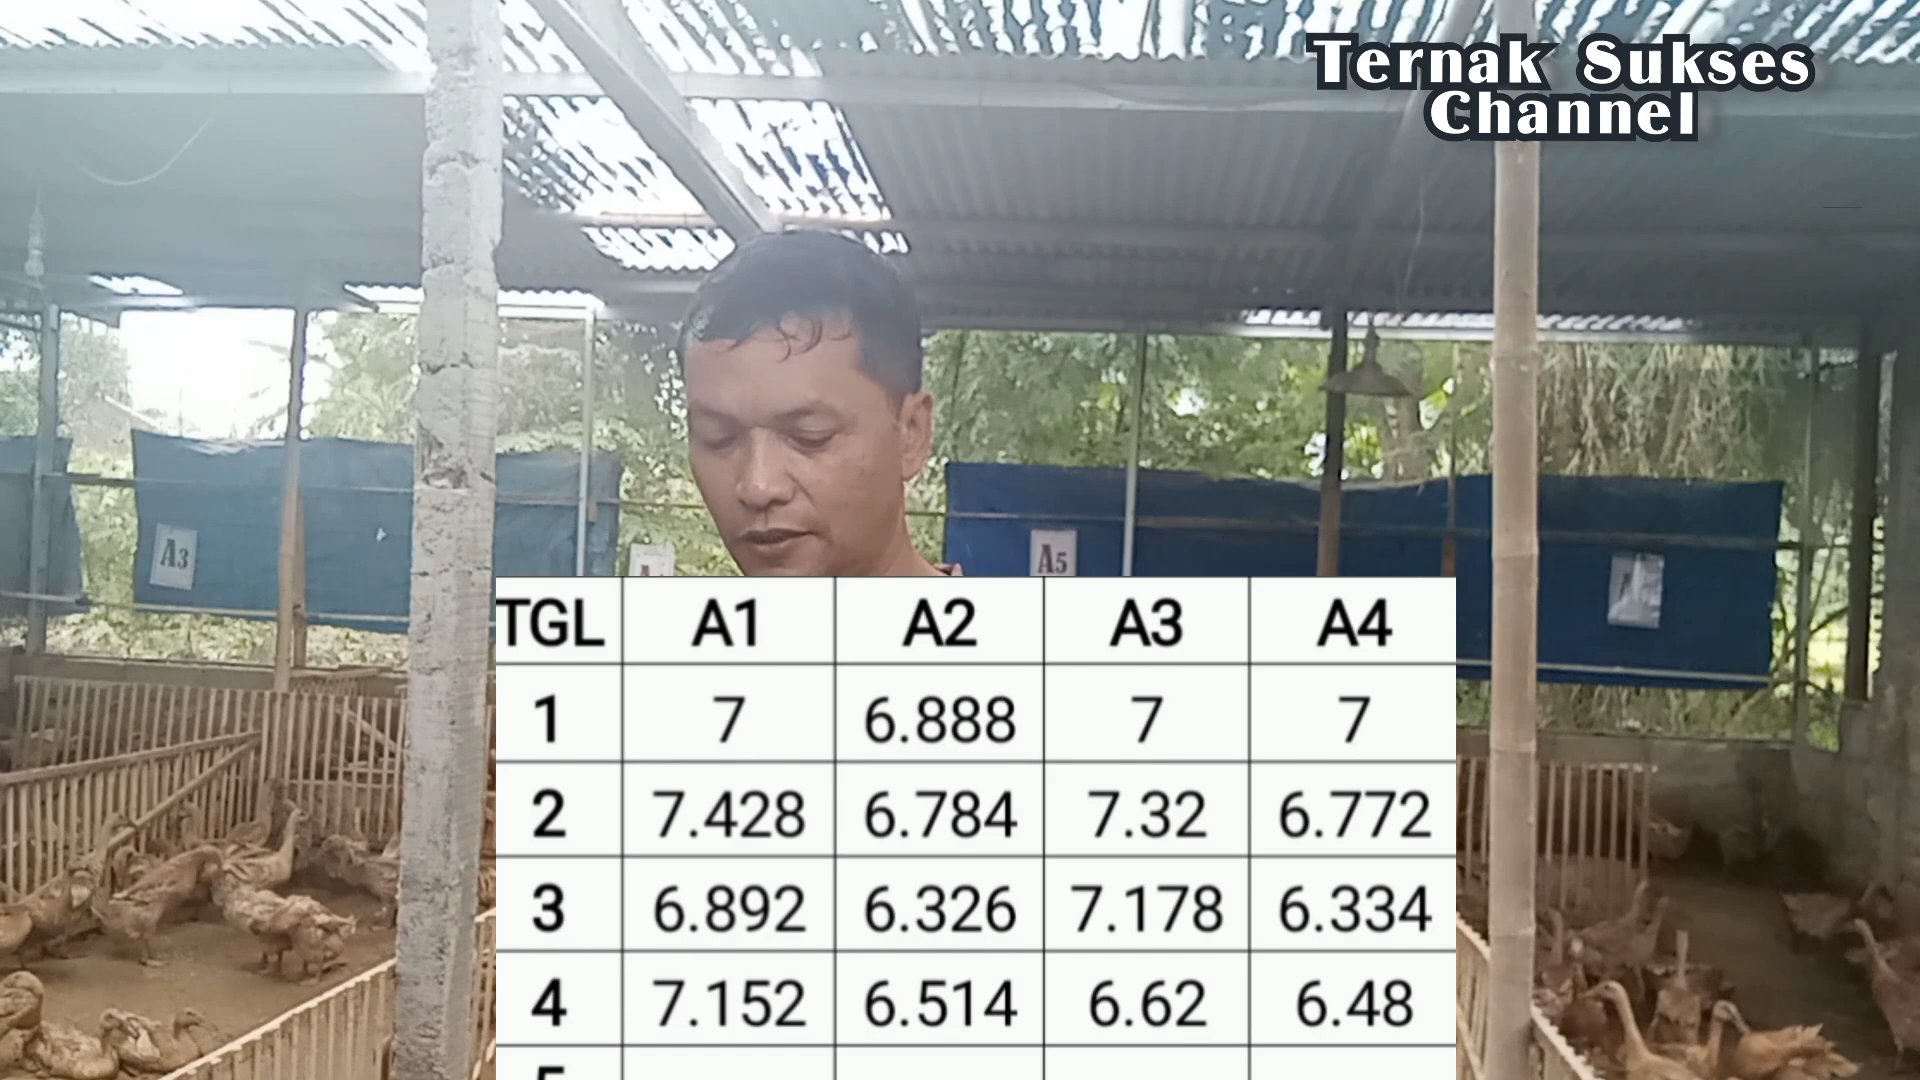 Ternak Sukses
Channel
A3
A5
TGL A1 A2 A3 A4
1 7 6.888 7 7
2 7.428 6.784 7.32 6.772
3 6.892 6.326 7.178 6.334
4 7.152 6.514 6.62 6.48